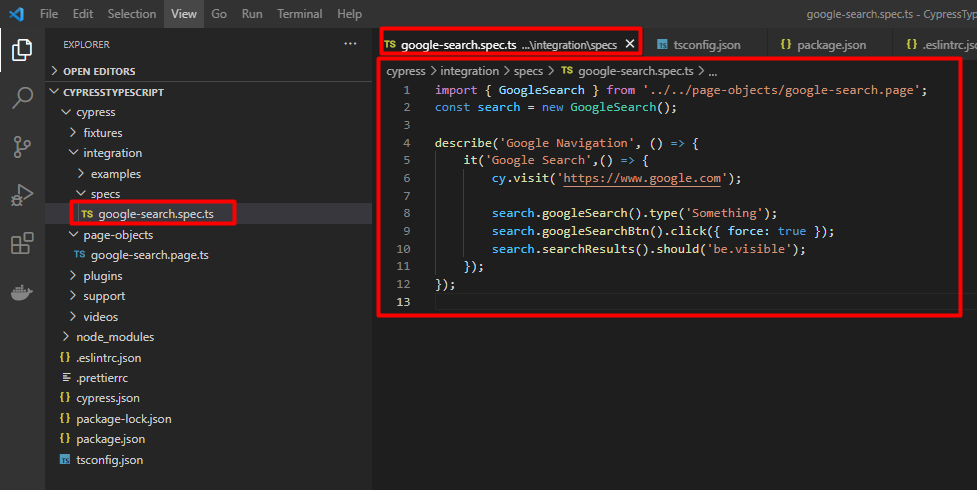 File Edit Selection View Go Run Terminal Help
google-search.spec.ts - CypressTyp
EXPLORER
···
OPEN EDITORS
CYPRESSTYPESCRIPT
cypress
fixtures
integration
examples
specs
TS google-search.spec.ts
page-objects
TS google-search.page.ts
plugins
support
videos
node_modules
{} .eslintrc.json
.prettierrc
{} cypress.json
{} package-lock.json
{} package.json
TS tsconfig.json
TS google-search.spec.ts ...\integration\specs
TS tsconfig.json
{} package.json
{} .eslintrc.jsc
cypress > integration > specs > TS google-search.spec.ts > ...
1 import { GoogleSearch } from '../../page-objects/google-search.page';
2 const search = new GoogleSearch();
3
4 describe('Google Navigation', () => {
5 it('Google Search',() => {
6 cy.visit('https://www.google.com');
7
8 search.googleSearch().type('Something');
9 search.googleSearchBtn().click({ force: true });
10 search.searchResults().should('be.visible');
11 });
12 });
13